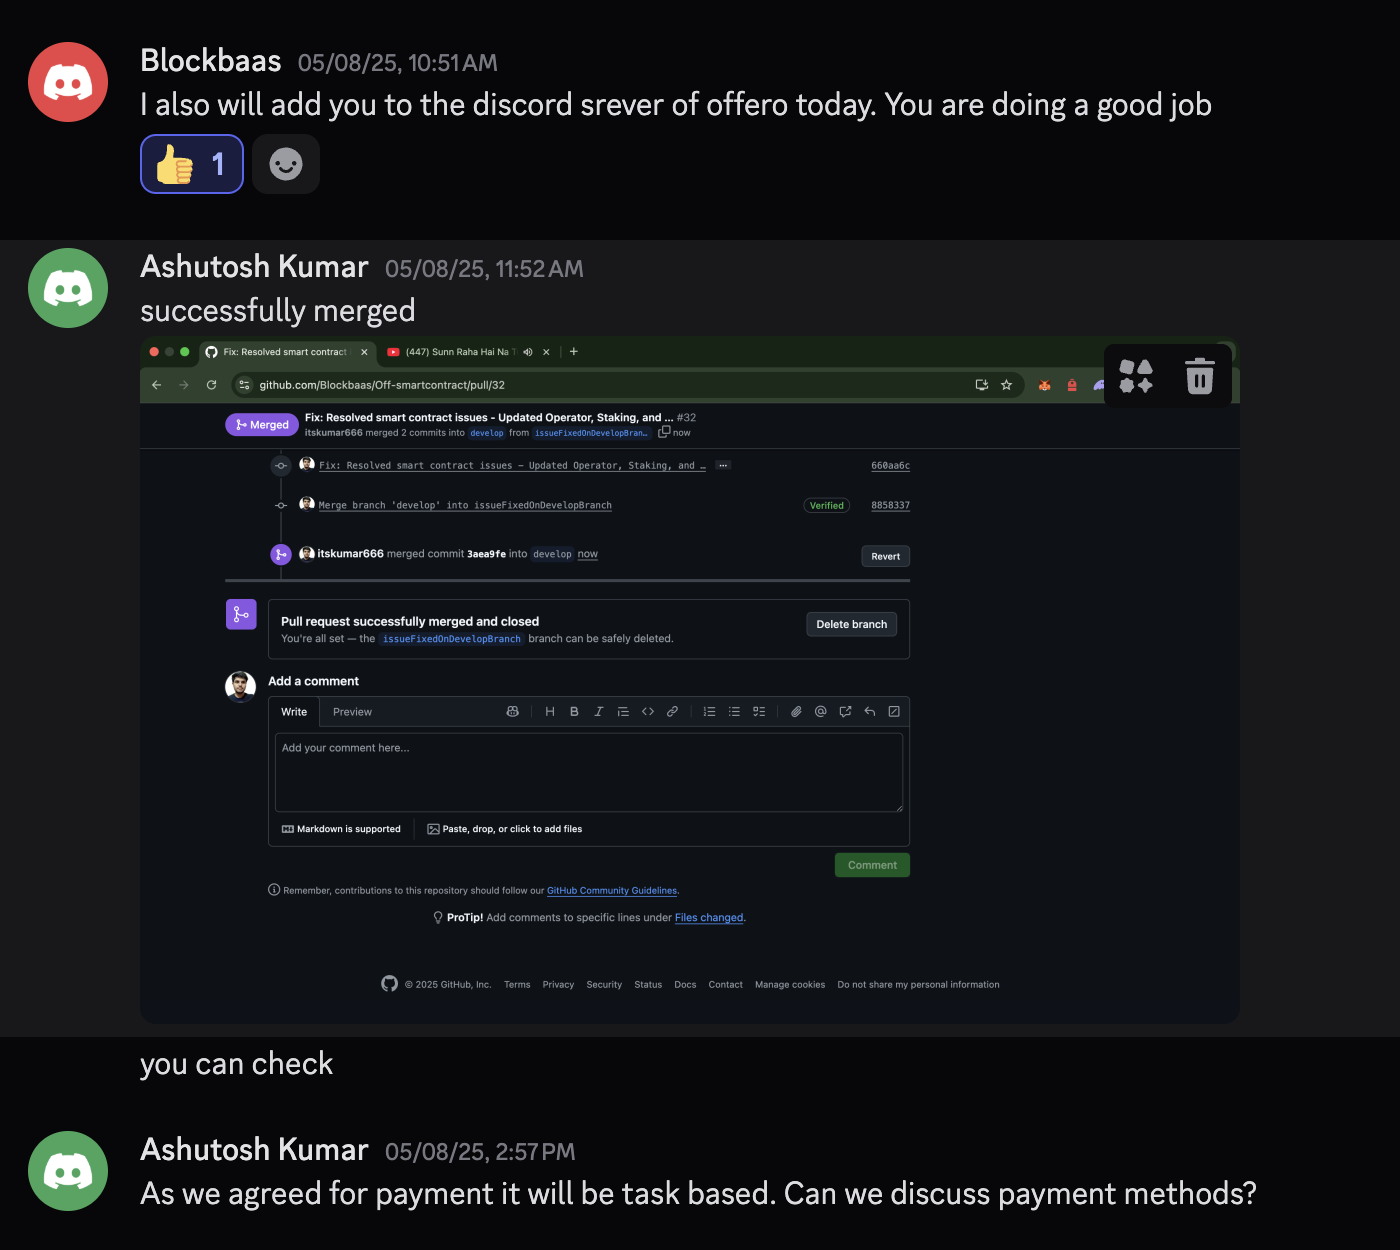 Blockbaas 05/08/25, 10:51 AM
I also will add you to the discord srever of offero today. You are doing a good job
1
Ashutosh Kumar 05/08/25, 11:52 AM
successfully merged
Fix: Resolved smart contract
(447) Sunn Raha Hai Na T
github.com/Blockbaas/Off-smartcontract/pull/32
Merged
Fix: Resolved smart contract issues - Updated Operator, Staking, and ... #32
itskumar666 merged 2 commits into develop from issueFixedOnDevelopBran… now
Fix: Resolved smart contract issues – Updated Operator, Staking, and … ... 660aa6c
Merge branch 'develop' into issueFixedOnDevelopBranch Verified 8858337
itskumar666 merged commit 3aea9fe into develop now Revert
Pull request successfully merged and closed
You're all set — the issueFixedOnDevelopBranch branch can be safely deleted.
Delete branch
Add a comment
Write Preview
Add your comment here...
Markdown is supported Paste, drop, or click to add files
Comment
Remember, contributions to this repository should follow our GitHub Community Guidelines.
ProTip! Add comments to specific lines under Files changed.
© 2025 GitHub, Inc. Terms Privacy Security Status Docs Contact Manage cookies Do not share my personal information
you can check
Ashutosh Kumar 05/08/25, 2:57 PM
As we agreed for payment it will be task based. Can we discuss payment methods?